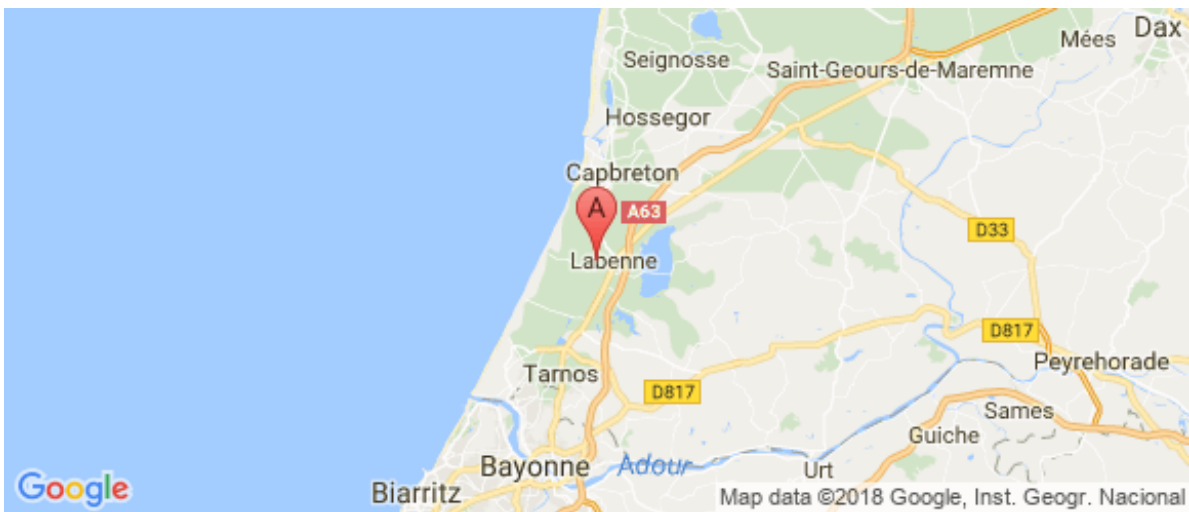 Dax
Mées
Seignosse
Saint-Geours-de-Maremne
Hossegor
Capbreton
A
A63
D33
Labenne
D817
Peyrehorade
Tarnos
D817
Sames
Guiche
Bayonne
Adour
Urt
Biarritz
Google
Map data ©2018 Google, Inst. Geogr. Nacional